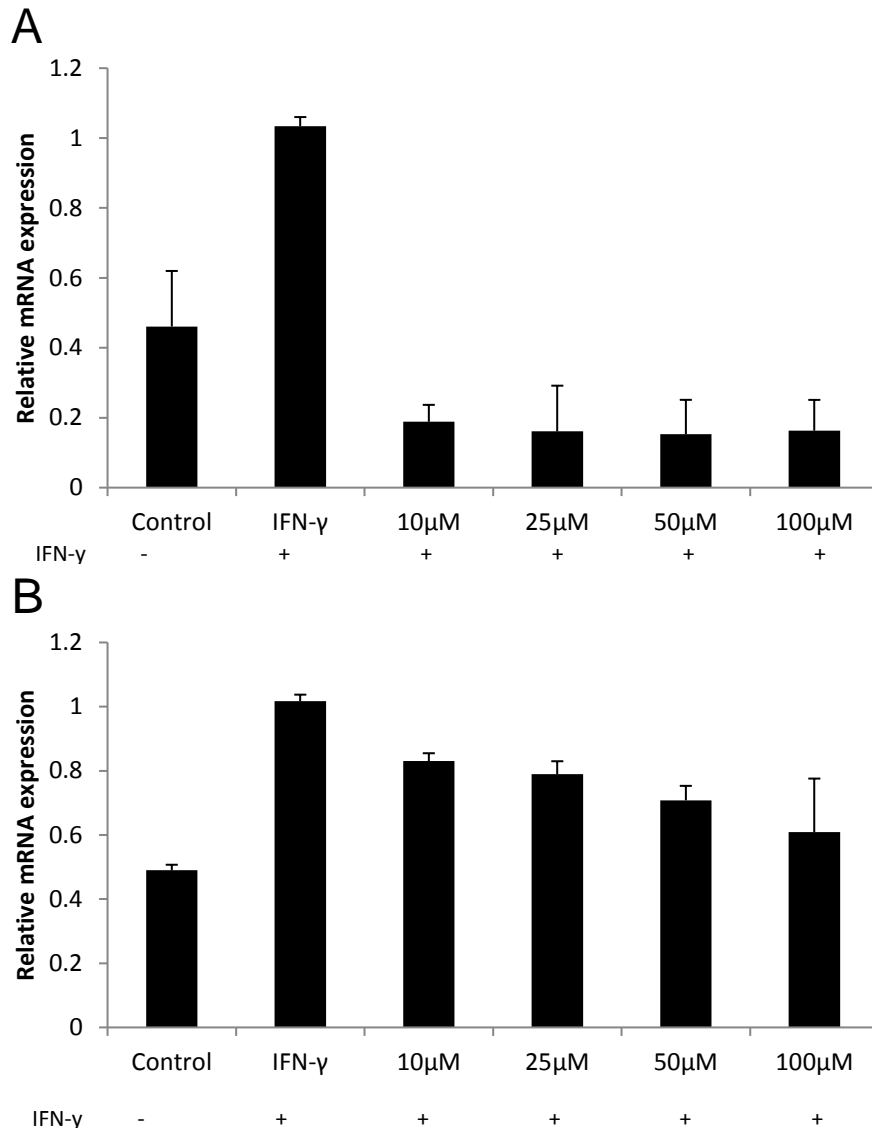 A
1.2
1
0.8
0.6
0.4
0.2
0
Relative mRNA expression
Control IFN-γ 10μM 25μM 50μM 100μM
IFN-γ - + + + + +
B
1.2
1
0.8
0.6
0.4
0.2
0
Relative mRNA expression
Control IFN-γ 10μM 25μM 50μM 100μM
IFN-γ - + + + + +